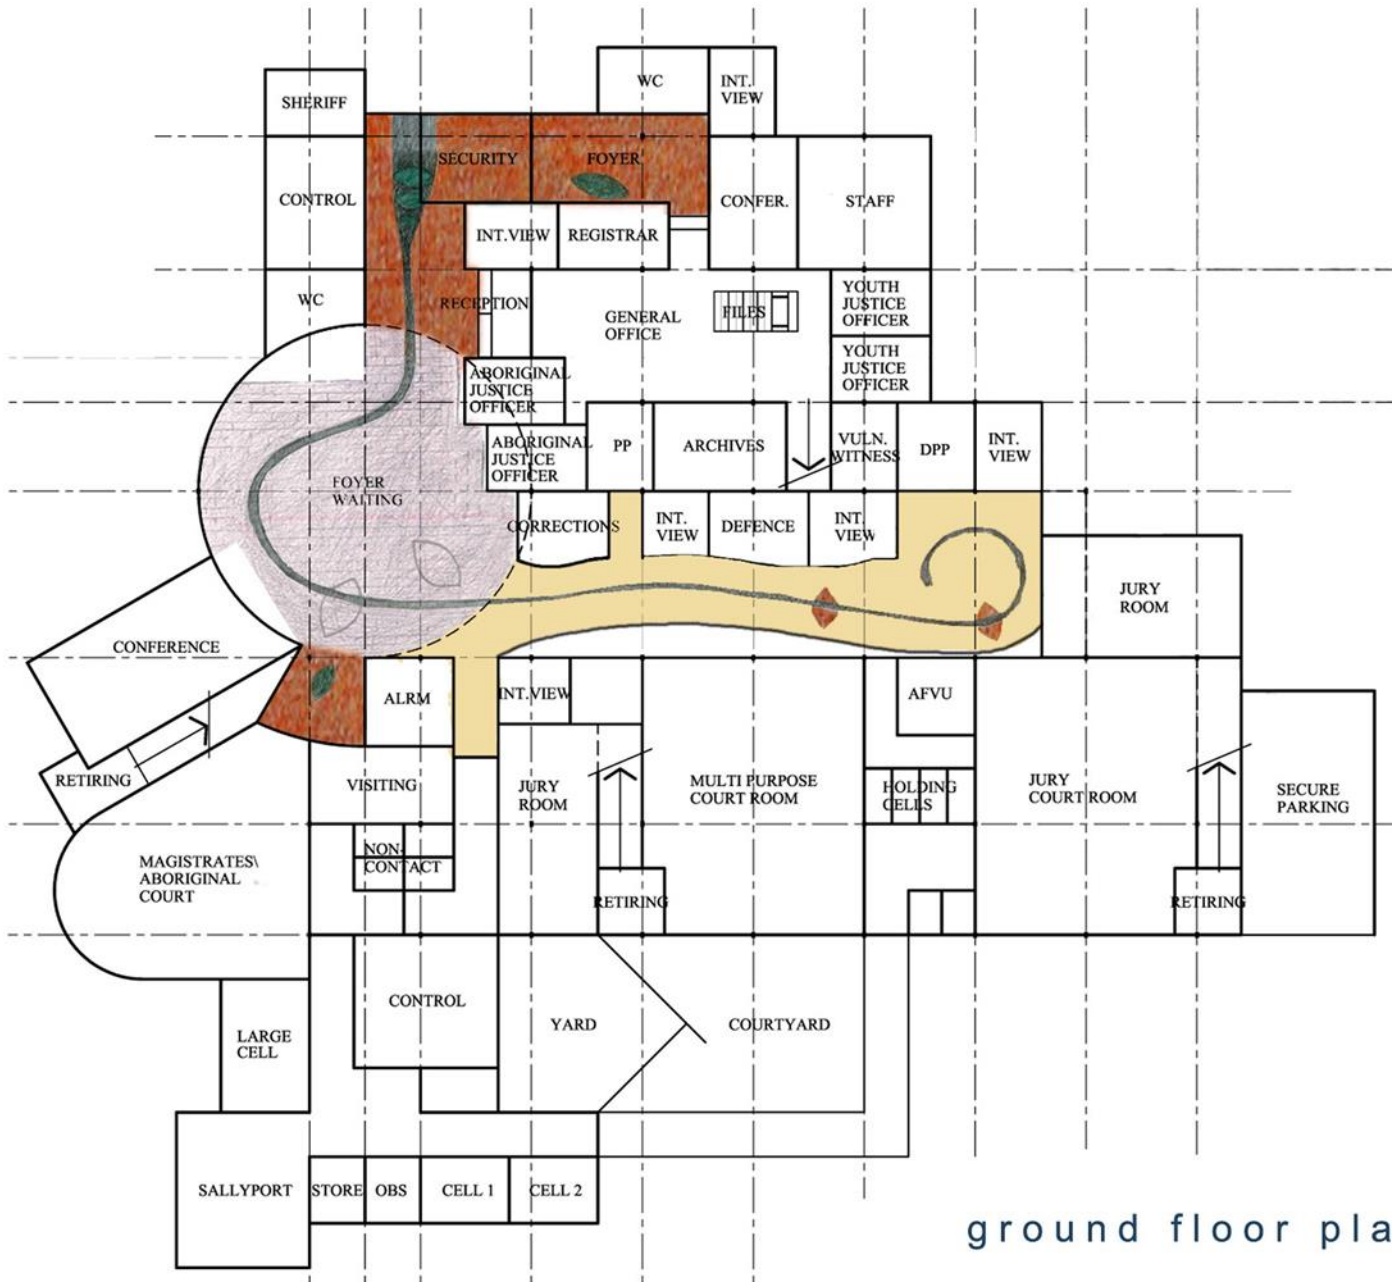 WC
INT.
VIEW
SHERIFF
SECURITY
FOYER
CONTROL
CONFER.
STAFF
INT.VIEW
REGISTRAR
WC
RECEPTION
GENERAL
OFFICE
FILES
YOUTH
JUSTICE
OFFICER
YOUTH
JUSTICE
OFFICER
ABORIGINAL
JUSTICE
OFFICER
ABORIGINAL
JUSTICE
OFFICER
PP
ARCHIVES
VULN.
WITNESS
DPP
INT.
VIEW
FOYER
WAITING
CORRECTIONS
INT.
VIEW
DEFENCE
INT.
VIEW
JURY
ROOM
CONFERENCE
ALRM
INT.VIEW
AFVU
RETIRING
VISITING
JURY
ROOM
MULTI PURPOSE
COURT ROOM
HOLDING
CELLS
JURY
COURT ROOM
SECURE
PARKING
NON-
CONTACT
MAGISTRATES\
ABORIGINAL
COURT
RETIRING
RETIRING
CONTROL
YARD
COURTYARD
LARGE
CELL
SALLYPORT
STORE
OBS
CELL 1
CELL 2
ground floor pla